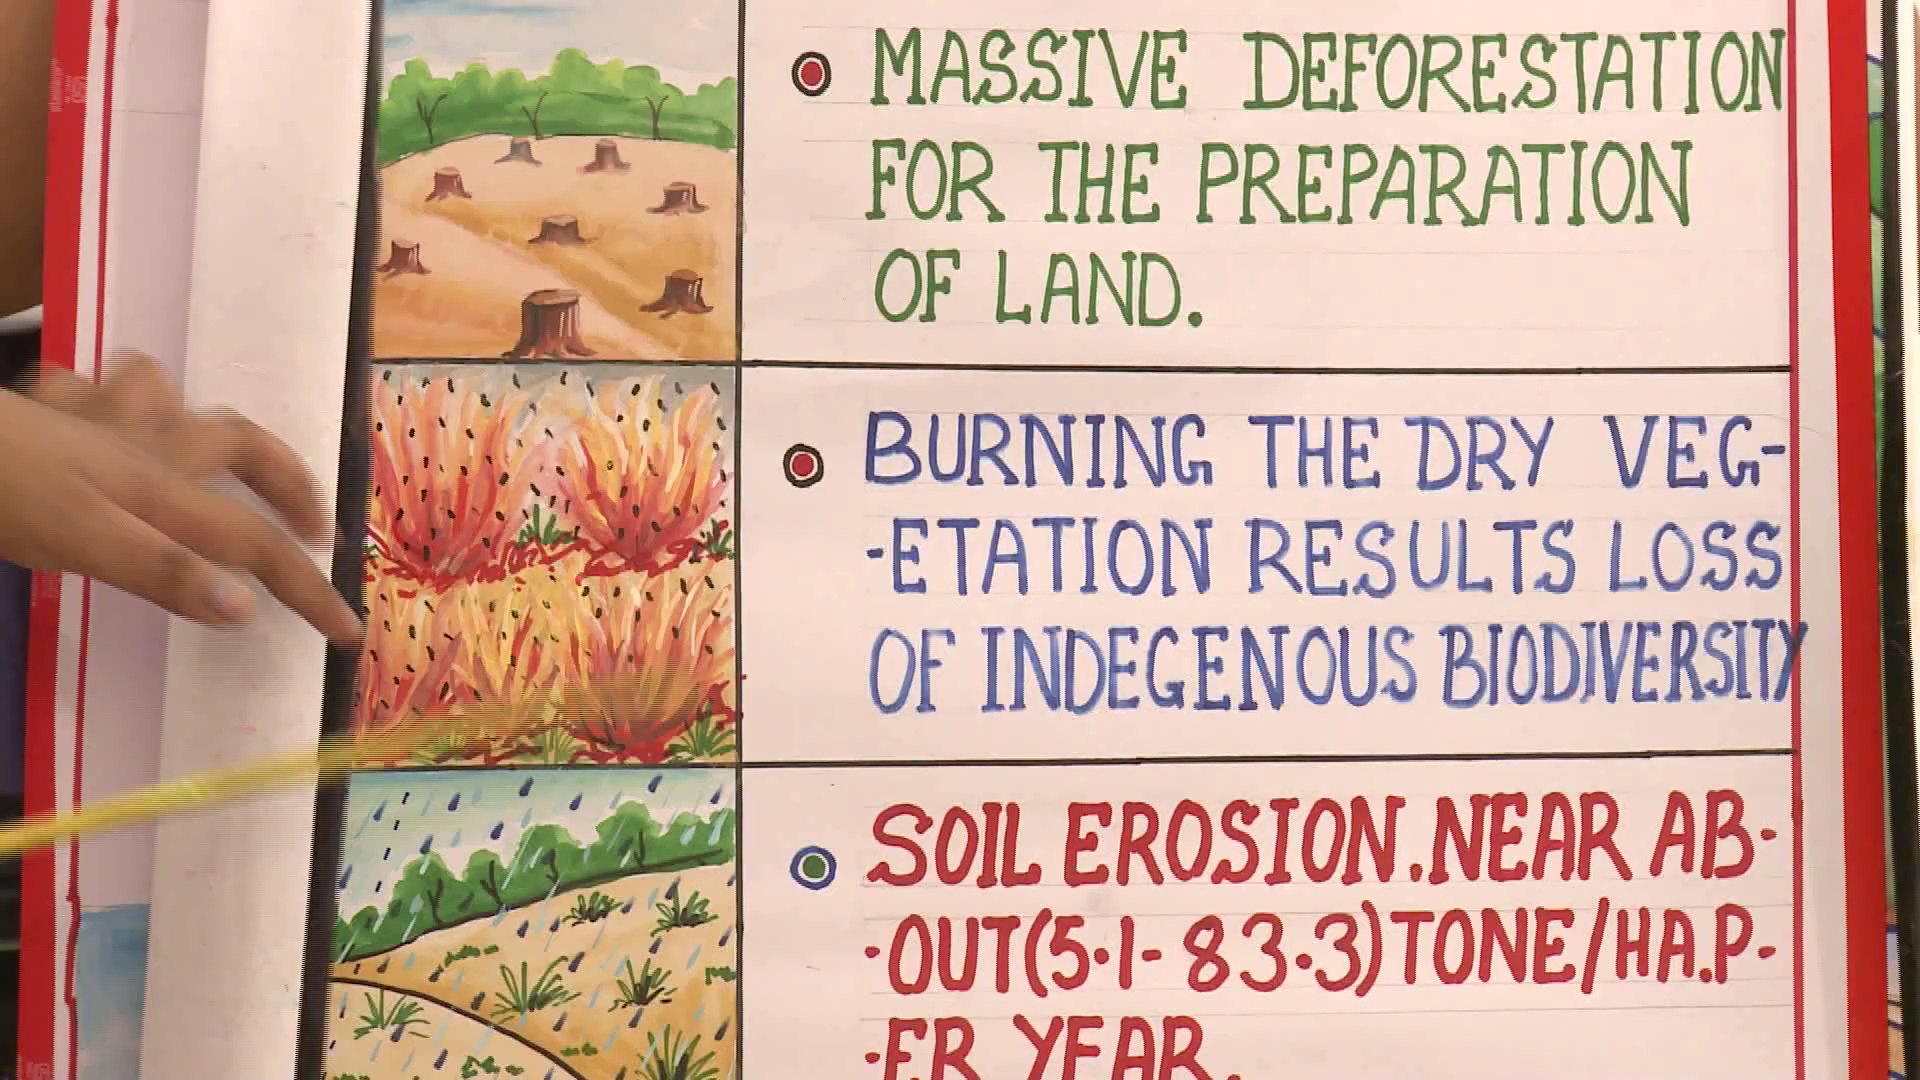 MASSIVE DEFORESTATION
FOR THE PREPARATION
OF LAND.
BURNING THE DRY VEG-
-ETATION RESULTS LOSS
OF INDEGENOUS BIODIVERSITY
SOIL EROSION.NEAR AB-
-OUT(5.1-83.3)TONE/HA.P-
-ER YEAR.